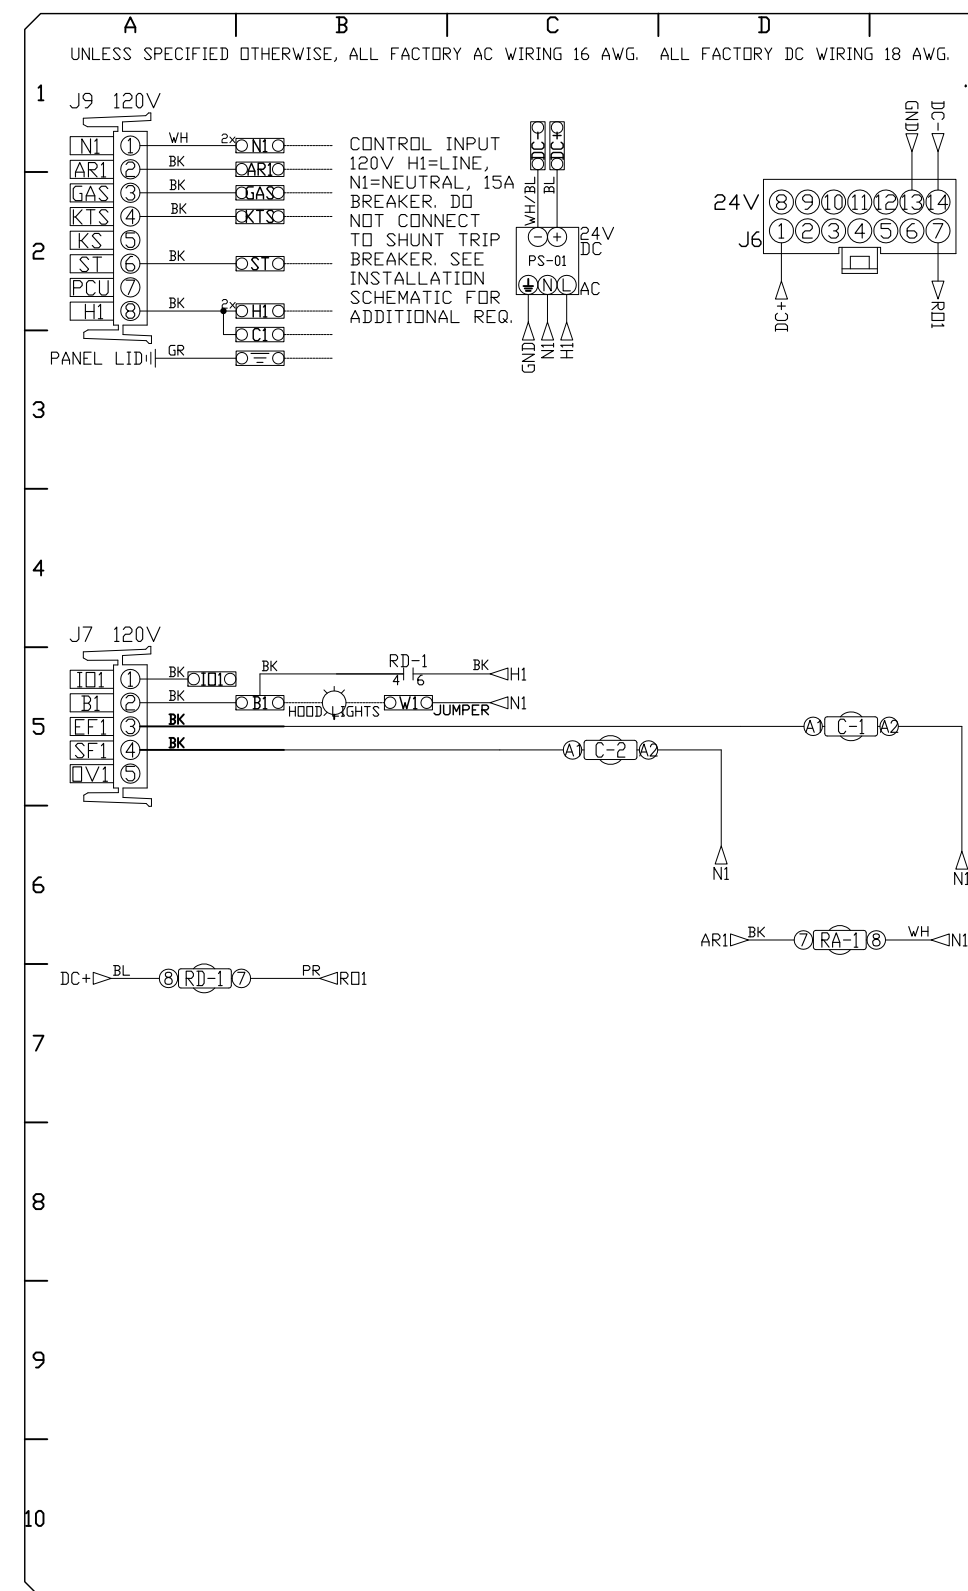 A B C D
UNLESS SPECIFIED OTHERWISE, ALL FACTORY AC WIRING 16 AWG. ALL FACTORY DC WIRING 18 AWG.
1
J9 120V
N1 1 WH 2x N1
AR1 2 BK AR1
GAS 3 BK GAS
KTS 4 BK KTS
KS 5
ST 6 BK ST
PCU 7
H1 8 BK 2x H1
C1
PANEL LID GR
CONTROL INPUT
120V H1=LINE,
N1=NEUTRAL, 15A
BREAKER. DO
NOT CONNECT
TO SHUNT TRIP
BREAKER. SEE
INSTALLATION
SCHEMATIC FOR
ADDITIONAL REQ.
DC- DC+
WH/BL BL
- + 24V
DC
PS-01
N L AC
GND N1 H1
GND DC-
24V 8 9 10 11 12 13 14
J6 1 2 3 4 5 6 7
DC+ RO1
2
3
4
J7 120V
IO1 1 BK IO1
BK RD-1 BK H1
4 6
B1 2 BK B1 HOOD LIGHTS W1 JUMPER N1
5
EF1 3 BK A1 C-1 A2
SF1 4 BK A1 C-2 A2
OV1 5
N1 N1
6
AR1 BK 7 RA-1 8 WH N1
DC+ BL 8 RD-1 7 PR RO1
7
8
9
10